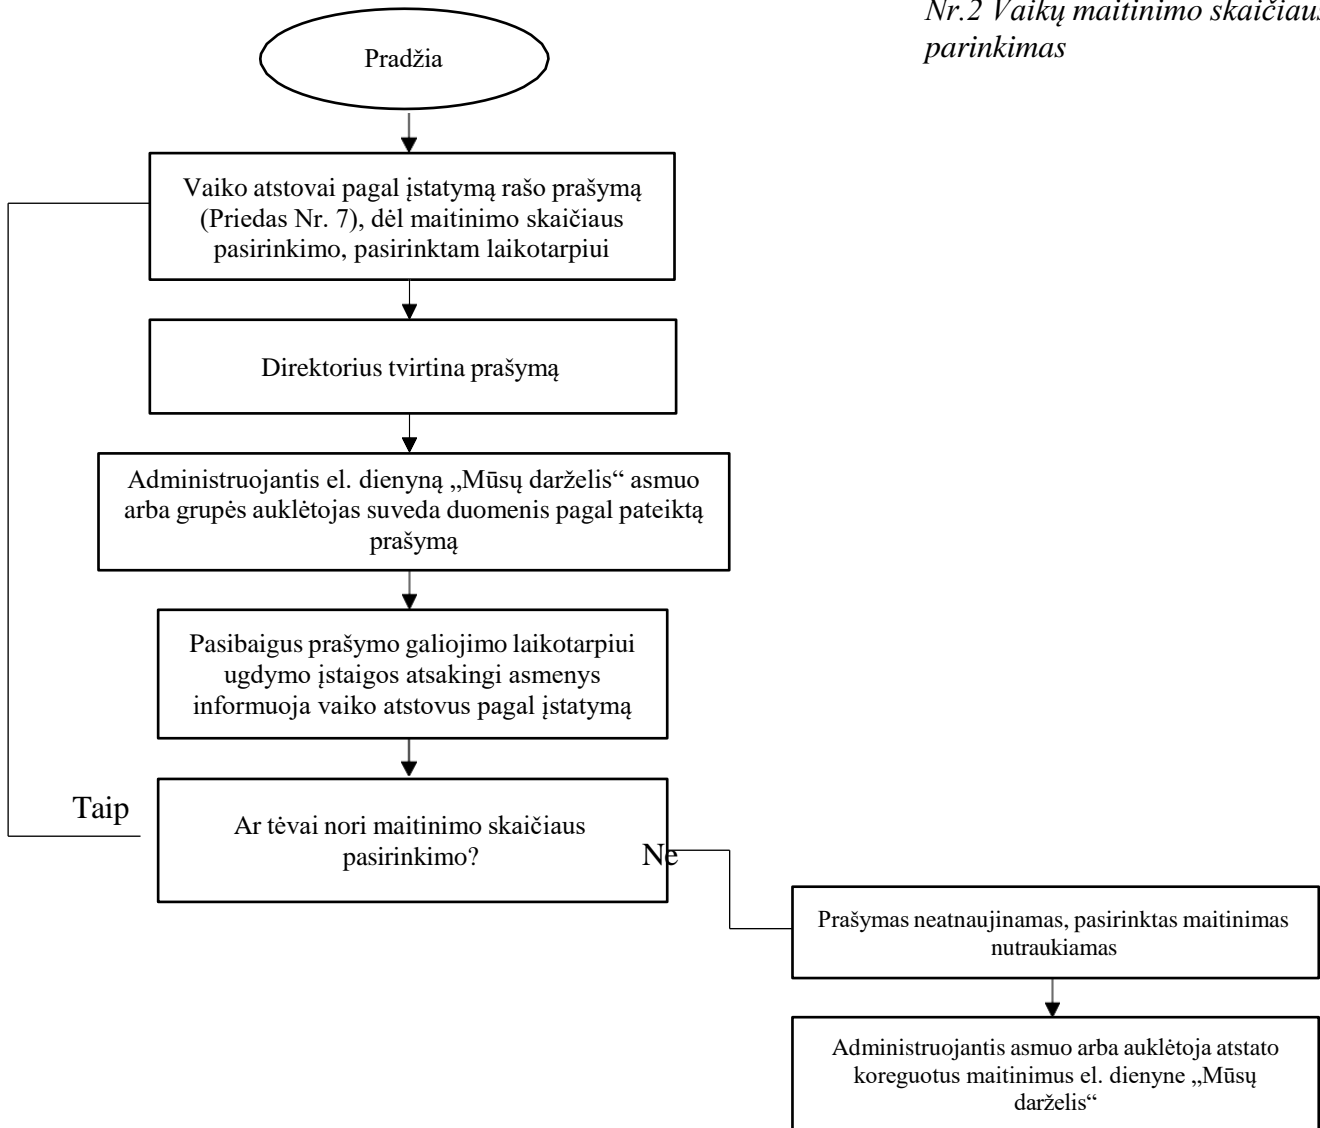 Nr.2 Vaikų maitinimo skaičiaus
parinkimas
Pradžia
Vaiko atstovai pagal įstatymą rašo prašymą
(Priedas Nr. 7), dėl maitinimo skaičiaus
pasirinkimo, pasirinktam laikotarpiui
Direktorius tvirtina prašymą
Administruojantis el. dienyną „Mūsų darželis“ asmuo
arba grupės auklėtojas suveda duomenis pagal pateiktą
prašymą
Pasibaigus prašymo galiojimo laikotarpiui
ugdymo įstaigos atsakingi asmenys
informuoja vaiko atstovus pagal įstatymą
Taip
Ar tėvai nori maitinimo skaičiaus
pasirinkimo?
Ne
Prašymas neatnaujinamas, pasirinktas maitinimas
nutraukiamas
Administruojantis asmuo arba auklėtoja atstato
koreguotus maitinimus el. dienyne „Mūsų
darželis“